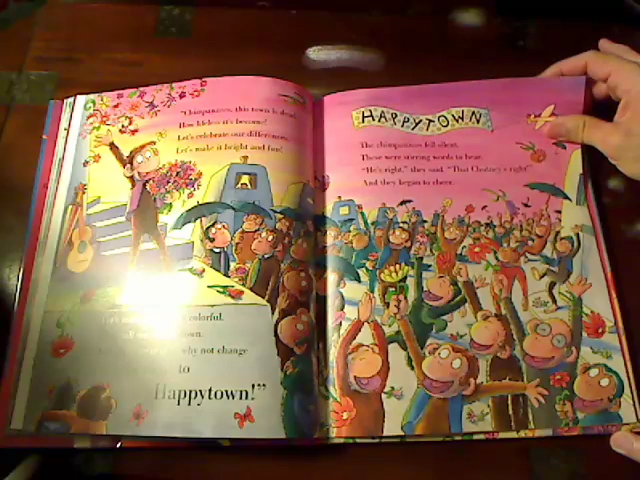 "Chimpanzees, this town is
How lifeless it's become!
Let's celebrate our differences.
Let's make it bright and fun!
colorful.
why not change
to
Happytown!"
HAPPYTOWN
The chimpanzees fell silent.
These were stirring words to hear.
"He's right," they said. "That Chutney's right"
And they began to cheer.